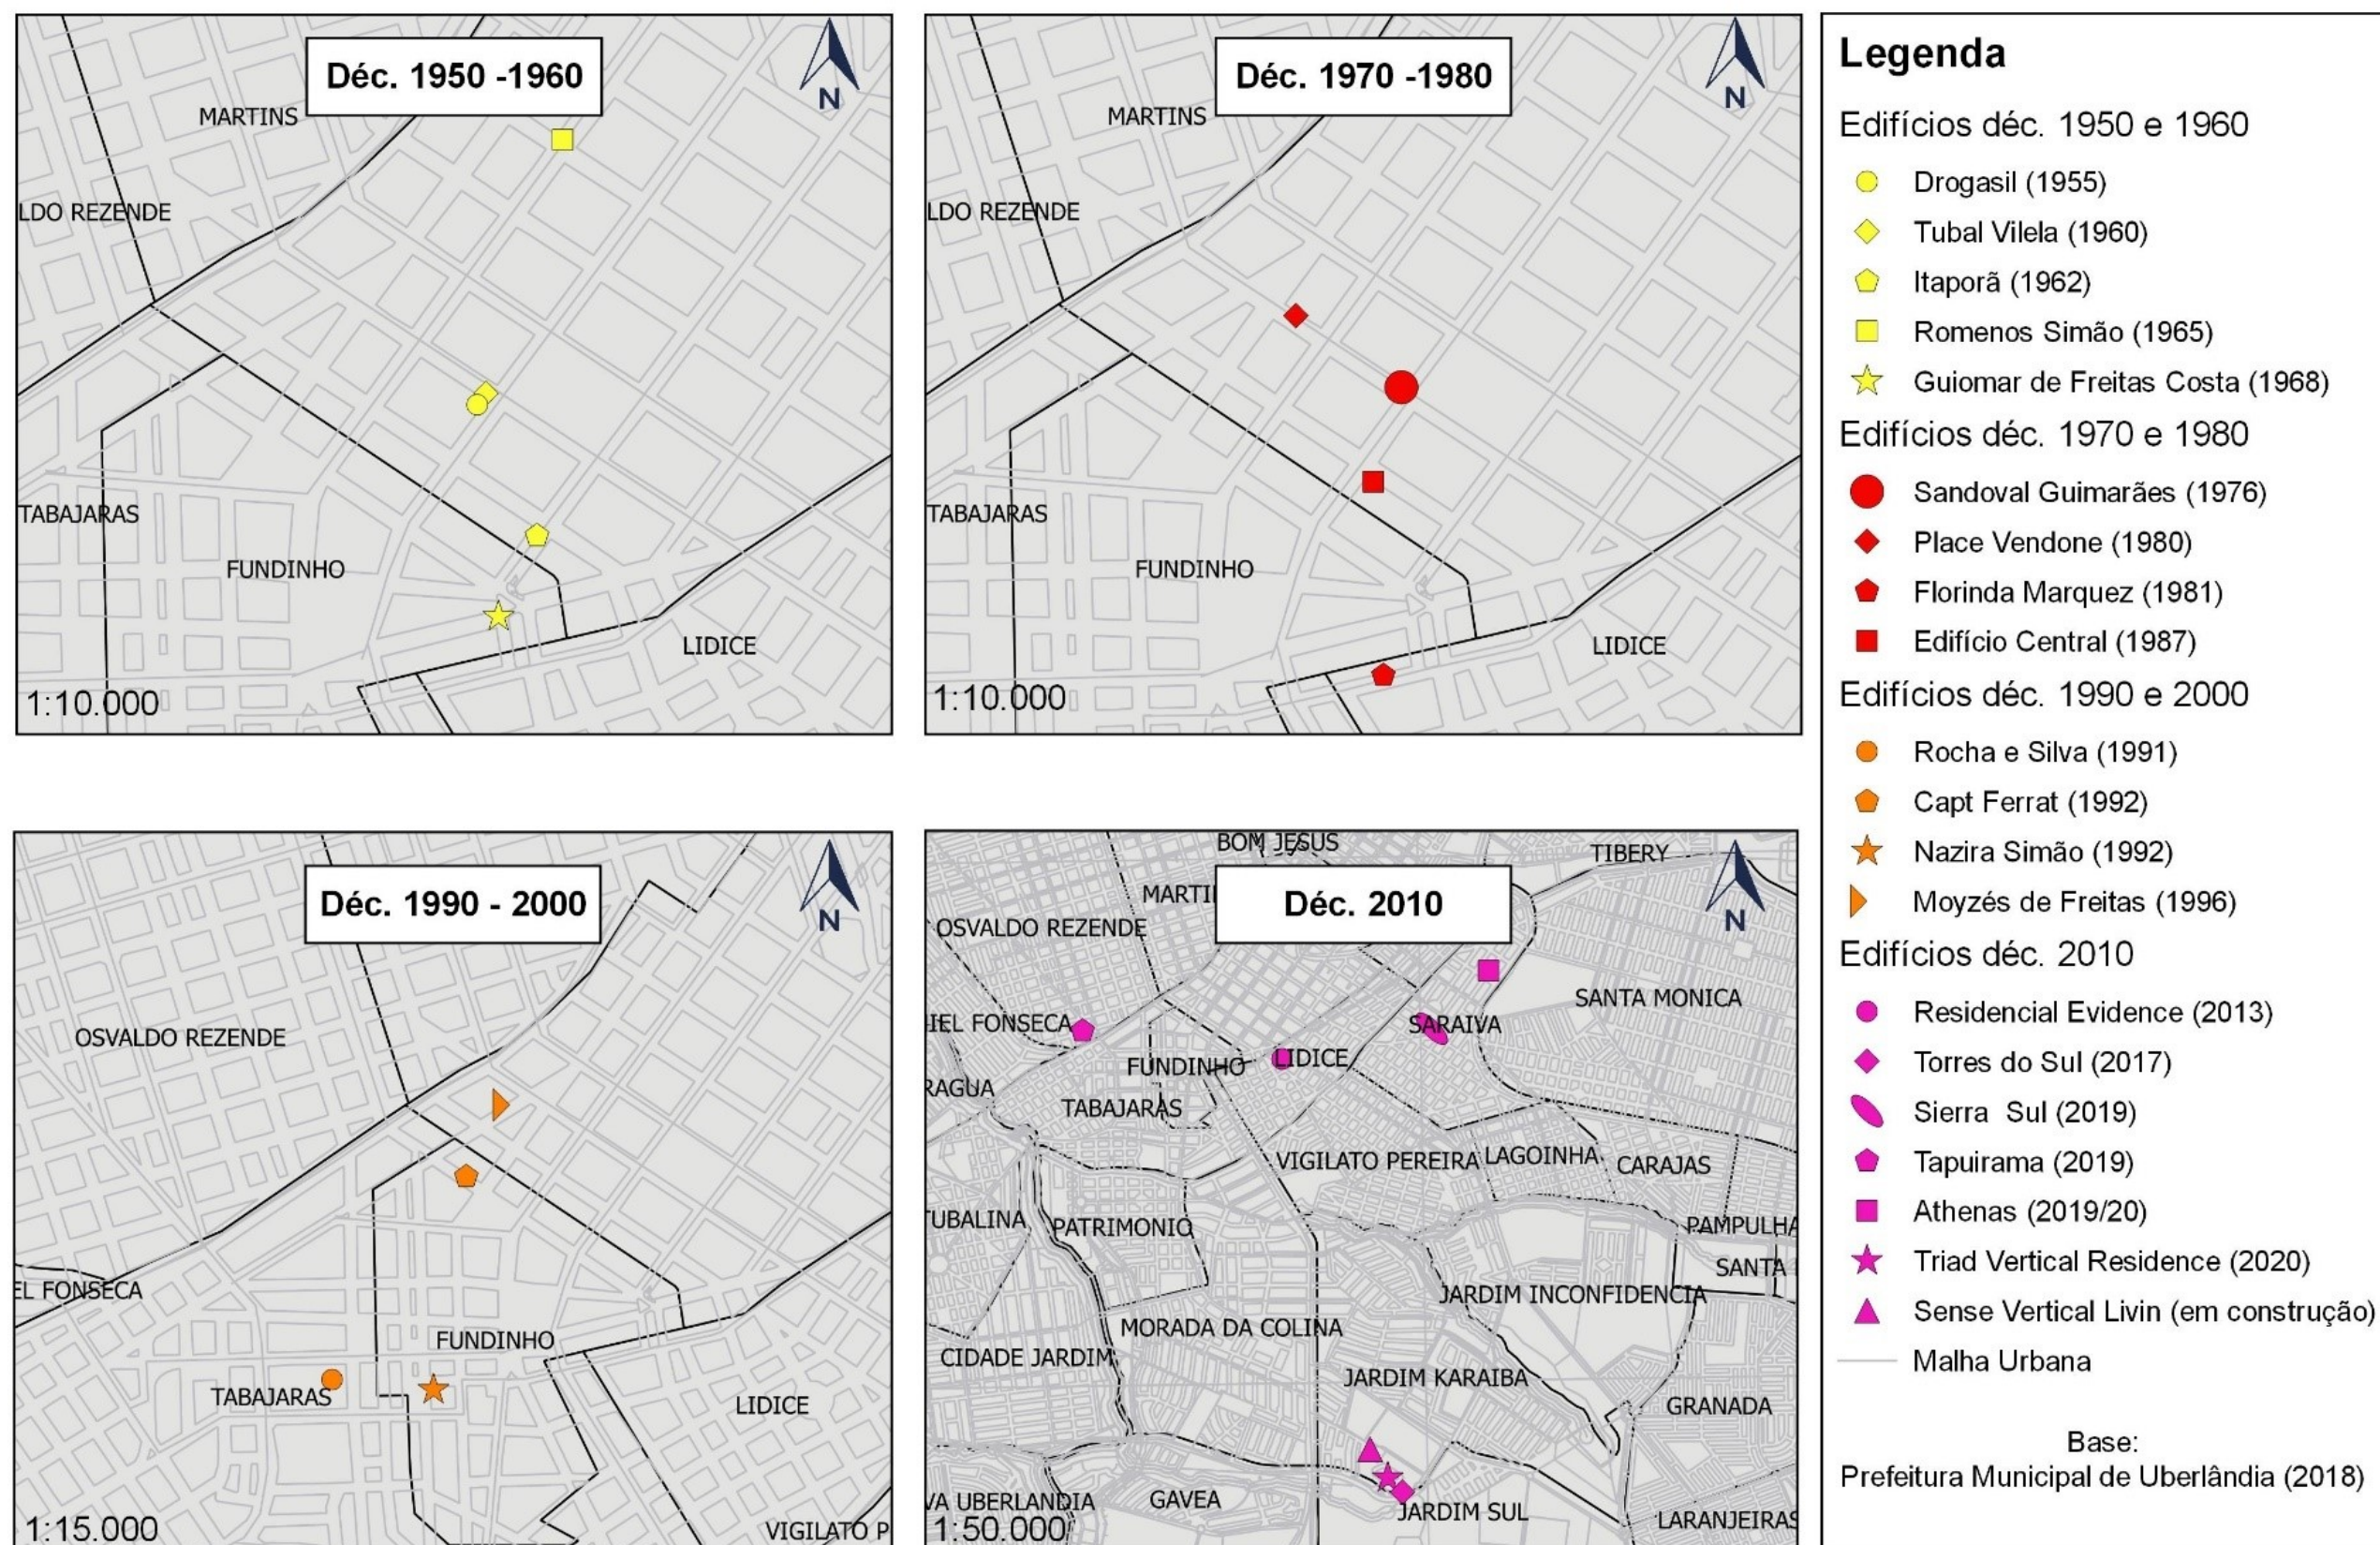 Déc. 1950 -1960
N
MARTINS
LDO REZENDE
TABAJARAS
FUNDINHO
LIDICE
1:10.000
Déc. 1970 -1980
N
MARTINS
LDO REZENDE
TABAJARAS
FUNDINHO
LIDICE
1:10.000
Déc. 1990 - 2000
N
OSVALDO REZENDE
EL FONSECA
FUNDINHO
TABAJARAS
LIDICE
VIGILATO P
1:15.000
BOM JESUS
TIBERY
MARTI
Déc. 2010
N
OSVALDO REZENDE
SANTA MONICA
IEL FONSECA
SARAIVA
FUNDINHO
LIDICE
RAGUA
TABAJARAS
VIGILATO PEREIRA
LAGOINHA
CARAJAS
TUBALINA
PATRIMONIO
PAMPULHA
SANTA
JARDIM INCONFIDENCIA
MORADA DA COLINA
CIDADE JARDIM
JARDIM KARAIBA
GRANADA
VA UBERLANDIA
GAVEA
JARDIM SUL
LARANJEIRAS
1:50.000
Legenda
Edifícios déc. 1950 e 1960
Drogasil (1955)
Tubal Vilela (1960)
Itaporã (1962)
Romenos Simão (1965)
Guiomar de Freitas Costa (1968)
Edifícios déc. 1970 e 1980
Sandoval Guimarães (1976)
Place Vendone (1980)
Florinda Marquez (1981)
Edifício Central (1987)
Edifícios déc. 1990 e 2000
Rocha e Silva (1991)
Capt Ferrat (1992)
Nazira Simão (1992)
Moyzés de Freitas (1996)
Edifícios déc. 2010
Residencial Evidence (2013)
Torres do Sul (2017)
Sierra  Sul (2019)
Tapuirama (2019)
Athenas (2019/20)
Triad Vertical Residence (2020)
Sense Vertical Livin (em construção)
Malha Urbana
Base:
Prefeitura Municipal de Uberlândia (2018)